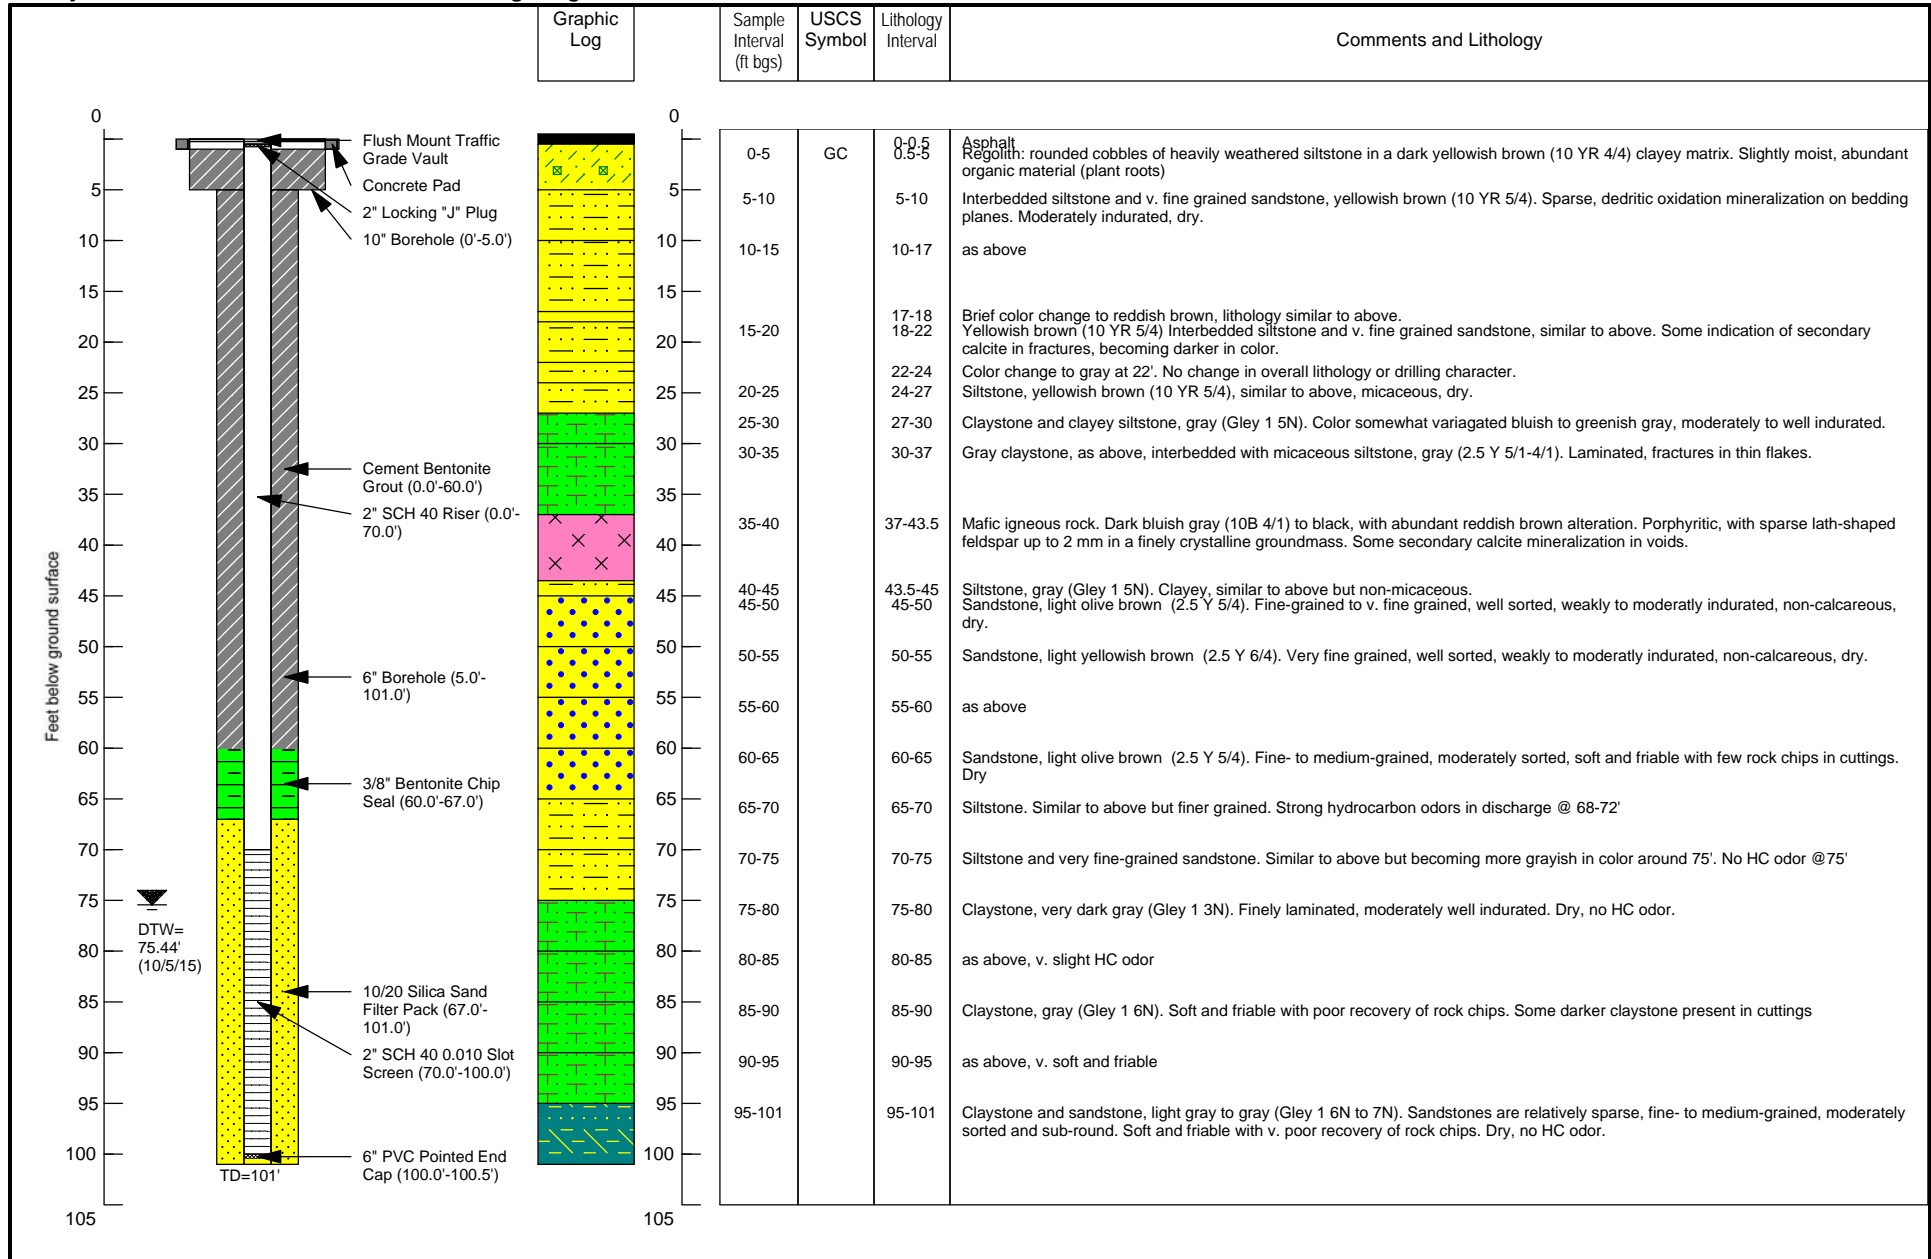 Graphic
Log
Sample
Interval
(ft bgs)
USCS
Symbol
Lithology
Interval
Comments and Lithology
Feet below ground surface
0
5
10
15
20
25
30
35
40
45
50
55
60
65
70
75
80
85
90
95
100
105
Flush Mount Traffic
Grade Vault
Concrete Pad
2" Locking "J" Plug
10" Borehole (0'-5.0')
Cement Bentonite
Grout (0.0'-60.0')
2" SCH 40 Riser (0.0'-
70.0')
6" Borehole (5.0'-
101.0')
3/8" Bentonite Chip
Seal (60.0'-67.0')
DTW=
75.44'
(10/5/15)
10/20 Silica Sand
Filter Pack (67.0'-
101.0')
2" SCH 40 0.010 Slot
Screen (70.0'-100.0')
6" PVC Pointed End
Cap (100.0'-100.5')
TD=101'
0
5
10
15
20
25
30
35
40
45
50
55
60
65
70
75
80
85
90
95
100
105
0-0.5 Asphalt
0-5 GC 0.5-5 Regolith: rounded cobbles of heavily weathered siltstone in a dark yellowish brown (10 YR 4/4) clayey matrix. Slightly moist, abundant
organic material (plant roots)
5-10 5-10 Interbedded siltstone and v. fine grained sandstone, yellowish brown (10 YR 5/4). Sparse, dedritic oxidation mineralization on bedding
planes. Moderately indurated, dry.
10-15 10-17 as above
17-18 Brief color change to reddish brown, lithology similar to above.
15-20 18-22 Yellowish brown (10 YR 5/4) Interbedded siltstone and v. fine grained sandstone, similar to above. Some indication of secondary
calcite in fractures, becoming darker in color.
22-24 Color change to gray at 22'. No change in overall lithology or drilling character.
20-25 24-27 Siltstone, yellowish brown (10 YR 5/4), similar to above, micaceous, dry.
25-30 27-30 Claystone and clayey siltstone, gray (Gley 1 5N). Color somewhat variagated bluish to greenish gray, moderately to well indurated.
30-35 30-37 Gray claystone, as above, interbedded with micaceous siltstone, gray (2.5 Y 5/1-4/1). Laminated, fractures in thin flakes.
35-40 37-43.5 Mafic igneous rock. Dark bluish gray (10B 4/1) to black, with abundant reddish brown alteration. Porphyritic, with sparse lath-shaped
feldspar up to 2 mm in a finely crystalline groundmass. Some secondary calcite mineralization in voids.
40-45 43.5-45 Siltstone, gray (Gley 1 5N). Clayey, similar to above but non-micaceous.
45-50 45-50 Sandstone, light olive brown (2.5 Y 5/4). Fine-grained to v. fine grained, well sorted, weakly to moderatly indurated, non-calcareous,
dry.
50-55 50-55 Sandstone, light yellowish brown (2.5 Y 6/4). Very fine grained, well sorted, weakly to moderatly indurated, non-calcareous, dry.
55-60 55-60 as above
60-65 60-65 Sandstone, light olive brown (2.5 Y 5/4). Fine- to medium-grained, moderately sorted, soft and friable with few rock chips in cuttings.
Dry
65-70 65-70 Siltstone. Similar to above but finer grained. Strong hydrocarbon odors in discharge @ 68-72'
70-75 70-75 Siltstone and very fine-grained sandstone. Similar to above but becoming more grayish in color around 75'. No HC odor @75'
75-80 75-80 Claystone, very dark gray (Gley 1 3N). Finely laminated, moderately well indurated. Dry, no HC odor.
80-85 80-85 as above, v. slight HC odor
85-90 85-90 Claystone, gray (Gley 1 6N). Soft and friable with poor recovery of rock chips. Some darker claystone present in cuttings
90-95 90-95 as above, v. soft and friable
95-101 95-101 Claystone and sandstone, light gray to gray (Gley 1 6N to 7N). Sandstones are relatively sparse, fine- to medium-grained, moderately
sorted and sub-round. Soft and friable with v. poor recovery of rock chips. Dry, no HC odor.